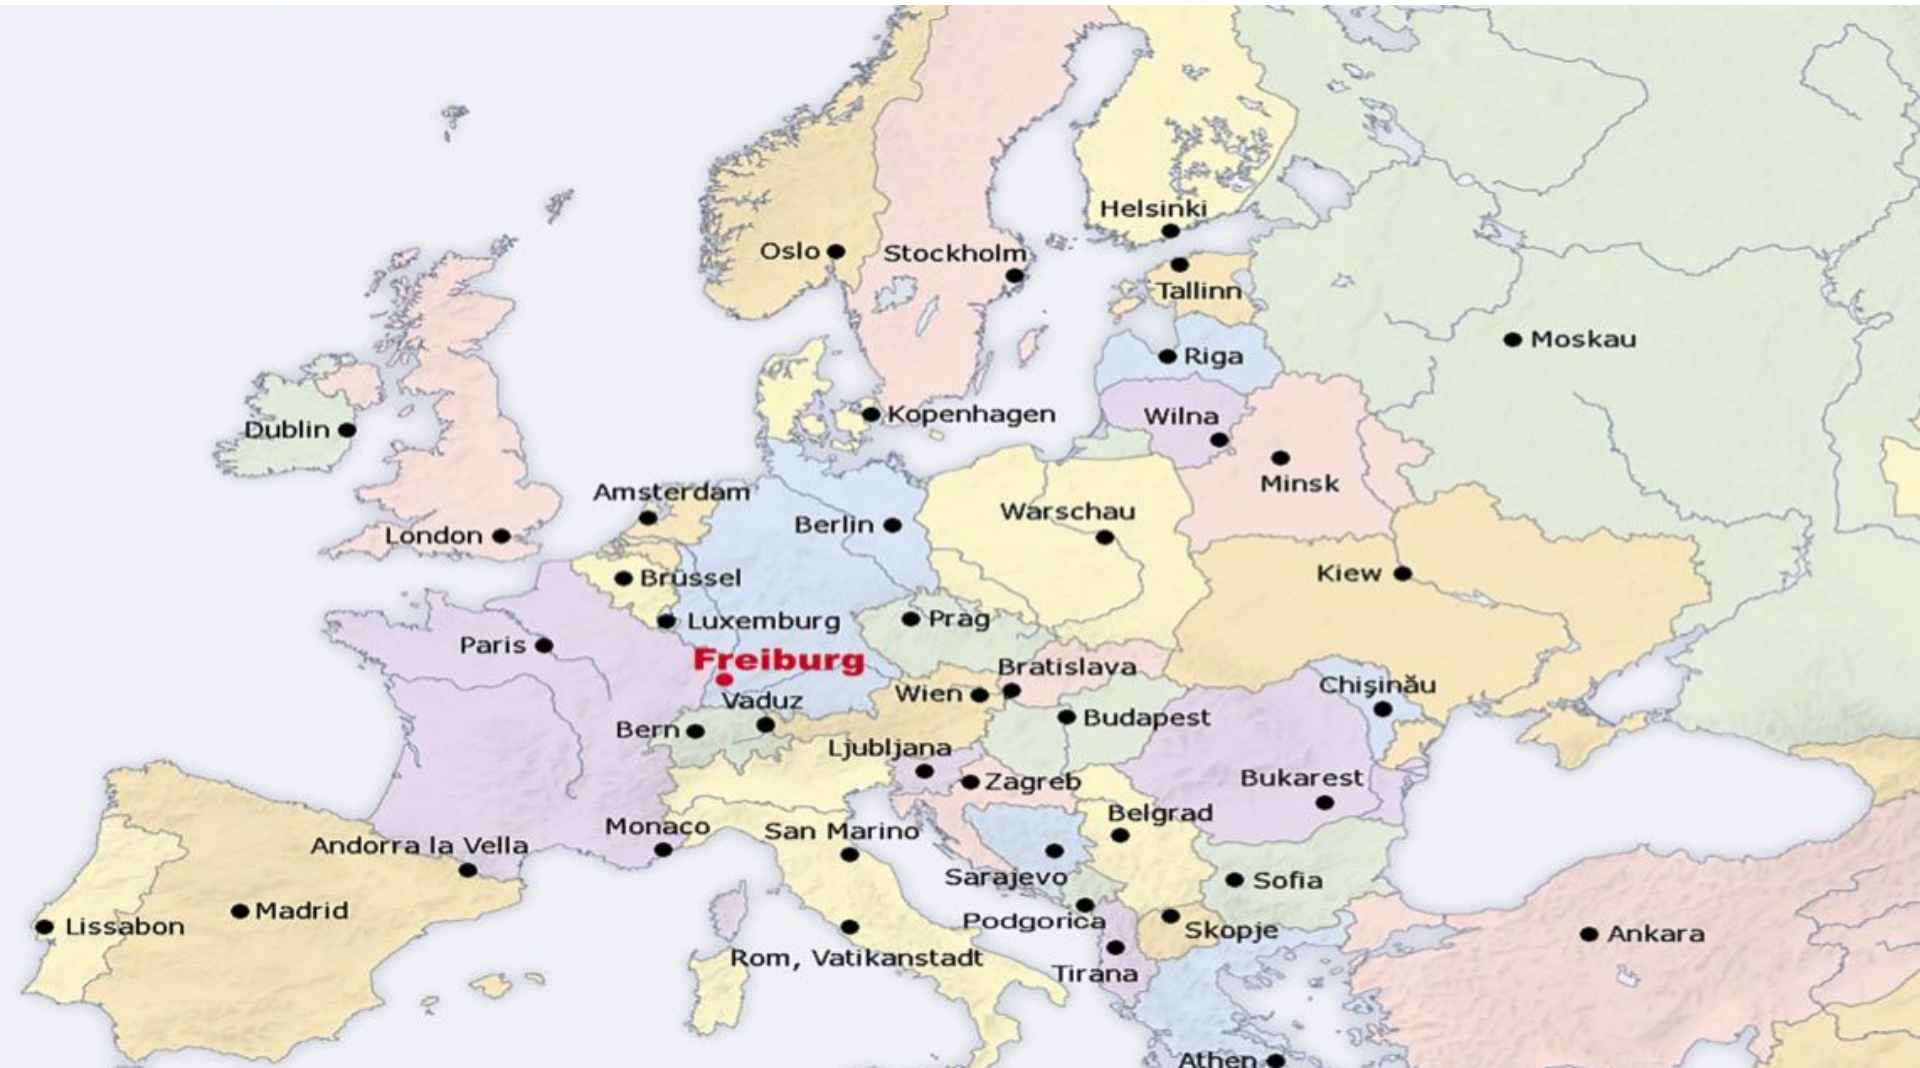 Helsinki
Oslo
Stockholm
Tallinn
Moskau
Riga
Kopenhagen
Wilna
Dublin
Minsk
Amsterdam
Warschau
Berlin
London
Kiew
Brüssel
Luxemburg
Prag
Paris
Freiburg
Bratislava
Chişinău
Wien
Vaduz
Budapest
Bern
Ljubljana
Bukarest
Zagreb
Belgrad
Monaco
San Marino
Andorra la Vella
Sarajevo
Sofia
Madrid
Podgorica
Lissabon
Skopje
Ankara
Rom, Vatikanstadt
Tirana
Athen